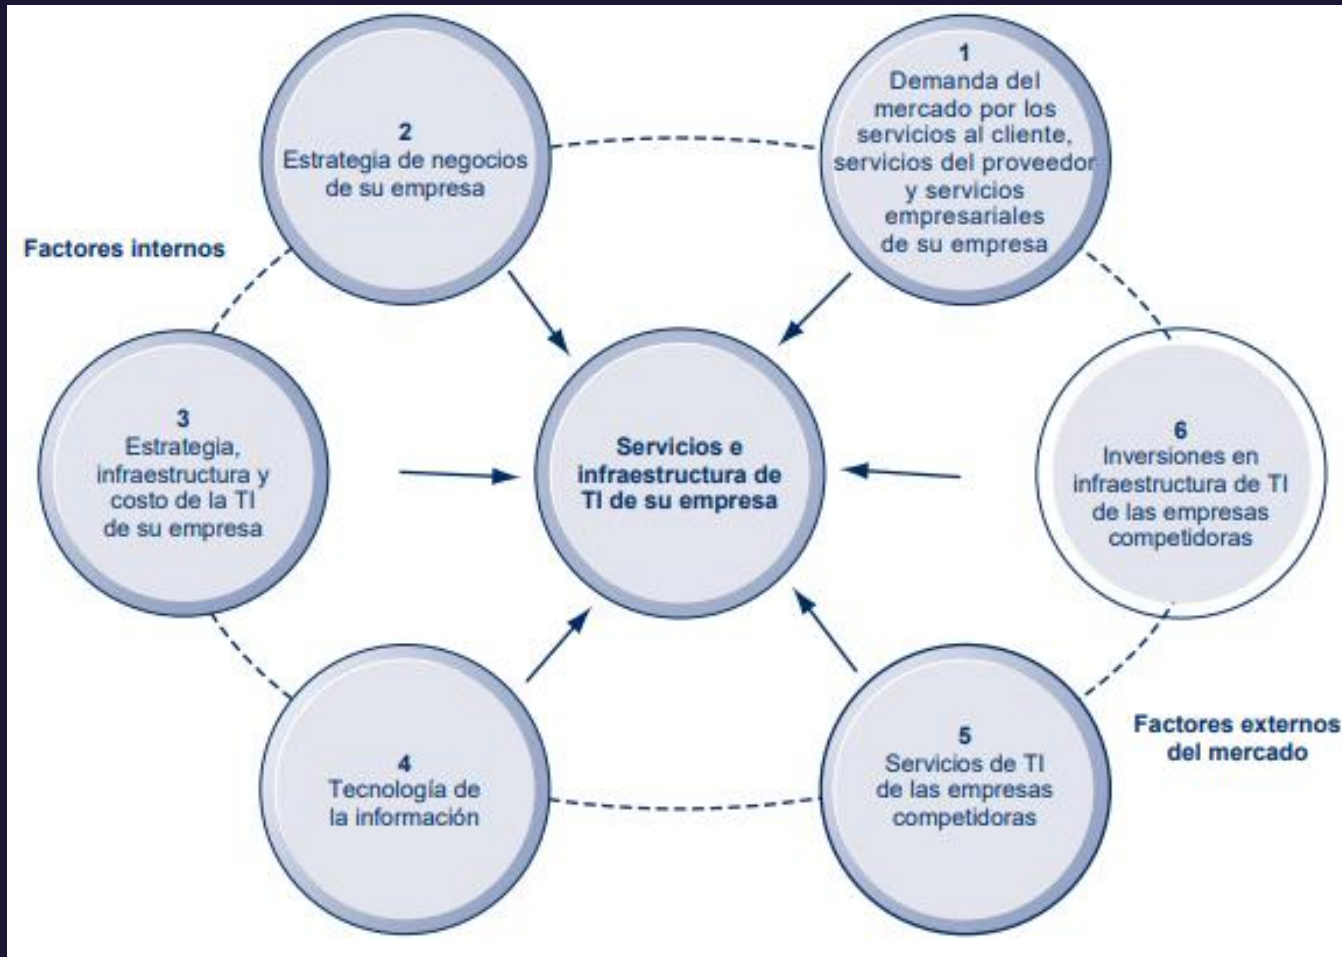 1
Demanda del
mercado por los
servicios al cliente,
servicios del proveedor
y servicios
empresariales
de su empresa
2
Estrategia de negocios
de su empresa
Factores internos
3
Estrategia,
infraestructura y
costo de la TI
de su empresa
Servicios e
infraestructura de
TI de su empresa
6
Inversiones en
infraestructura de TI
de las empresas
competidoras
4
Tecnología de
la información
5
Servicios de TI
de las empresas
competidoras
Factores externos
del mercado